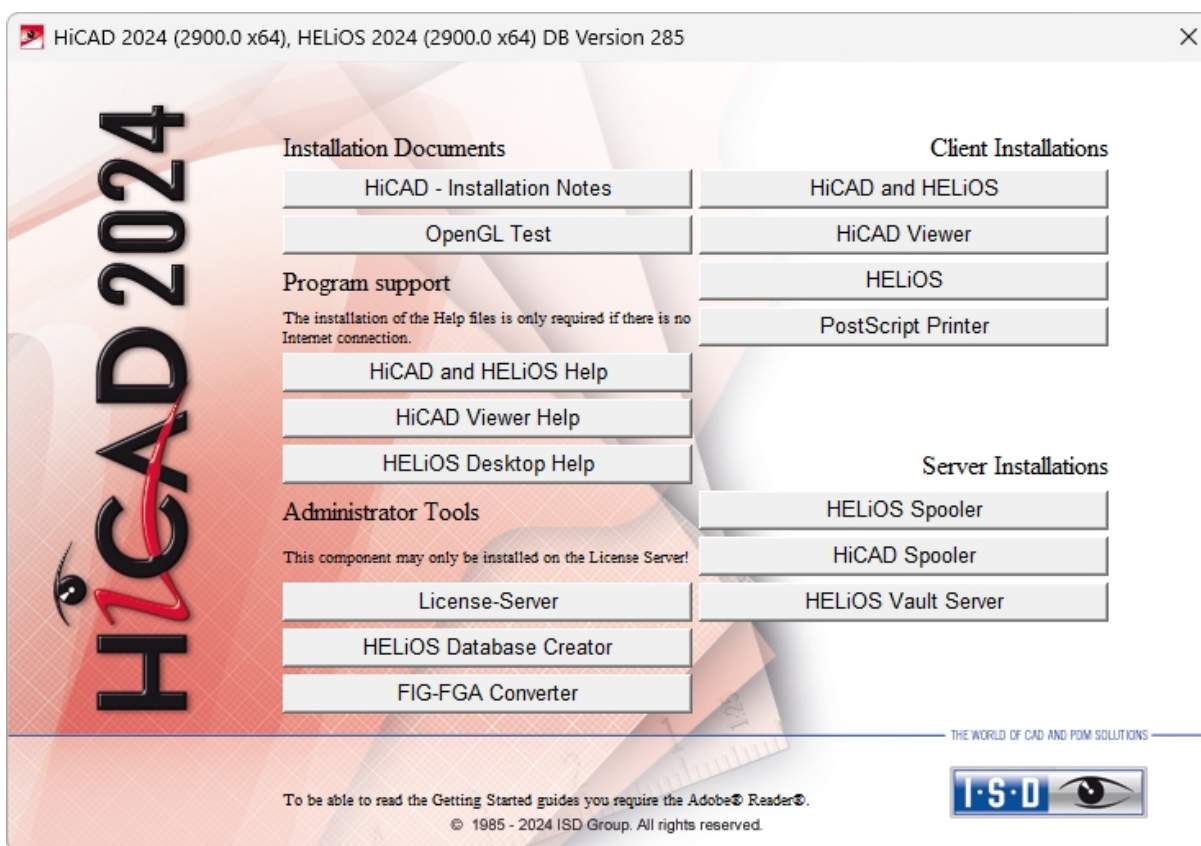 HiCAD 2024 (2900.0 x64), HELiOS 2024 (2900.0 x64) DB Version 285
HiCAD 2024
Installation Documents
HiCAD - Installation Notes
OpenGL Test
Program support
The installation of the Help files is only required if there is no
Internet connection.
HiCAD and HELiOS Help
HiCAD Viewer Help
HELiOS Desktop Help
Administrator Tools
This component may only be installed on the License Server!
License-Server
HELiOS Database Creator
FIG-FGA Converter
Client Installations
HiCAD and HELiOS
HiCAD Viewer
HELiOS
PostScript Printer
Server Installations
HELiOS Spooler
HiCAD Spooler
HELiOS Vault Server
1:2,5
THE WORLD OF CAD AND PDM SOLUTIONS
I·S·D
To be able to read the Getting Started guides you require the Adobe® Reader®.
© 1985 - 2024 ISD Group. All rights reserved.